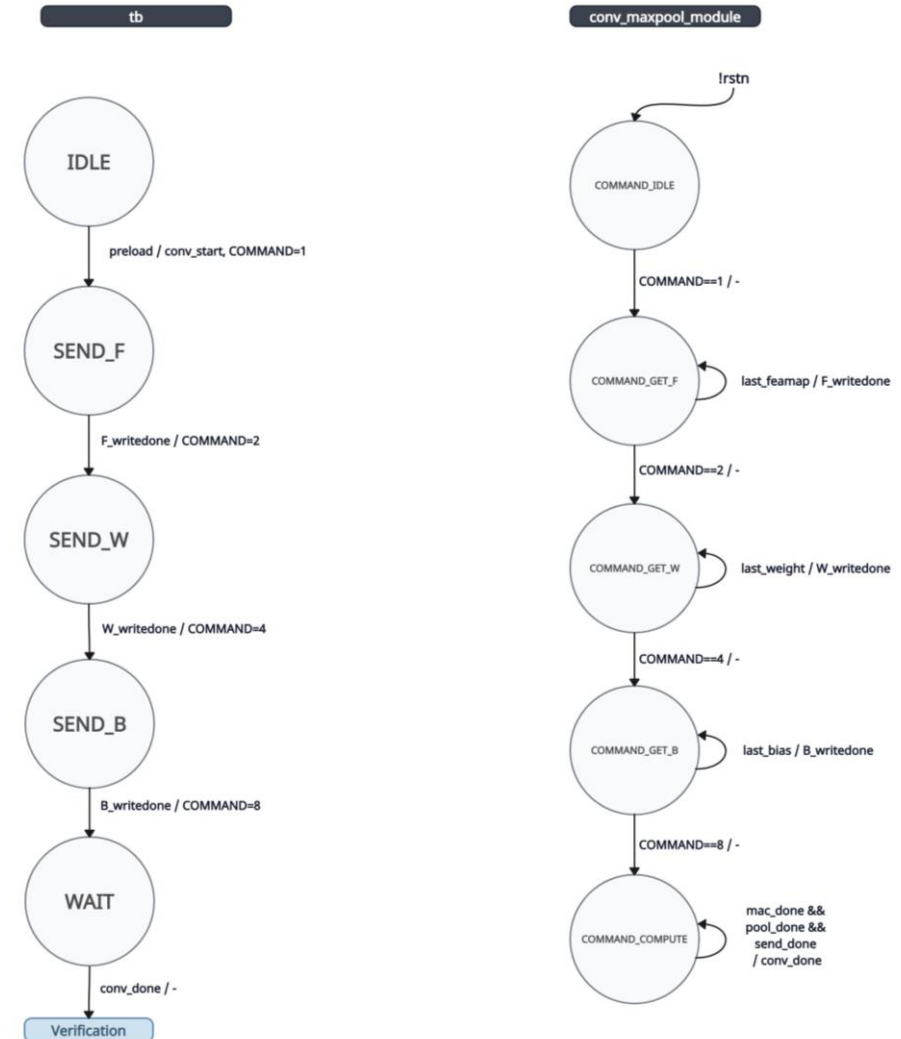 tb
IDLE
preload / conv_start, COMMAND=1
SEND_F
F_writedone / COMMAND=2
SEND_W
W_writedone / COMMAND=4
SEND_B
B_writedone / COMMAND=8
WAIT
conv_done / -
Verification
conv_maxpool_module
!rstn
COMMAND_IDLE
COMMAND==1 / -
COMMAND_GET_F
last_feamap / F_writedone
COMMAND==2 / -
COMMAND_GET_W
last_weight / W_writedone
COMMAND==4 / -
COMMAND_GET_B
last_bias / B_writedone
COMMAND==8 / -
COMMAND_COMPUTE
mac_done &&
pool_done &&
send_done
/ conv_done